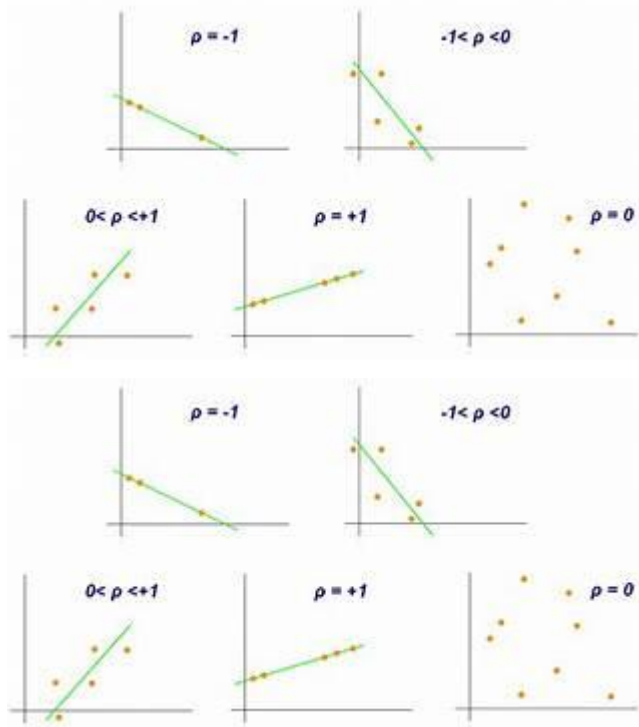 ρ = -1 -1< ρ <0
0< ρ <+1 ρ = +1 ρ = 0
ρ = -1 -1< ρ <0
0< ρ <+1 ρ = +1 ρ = 0